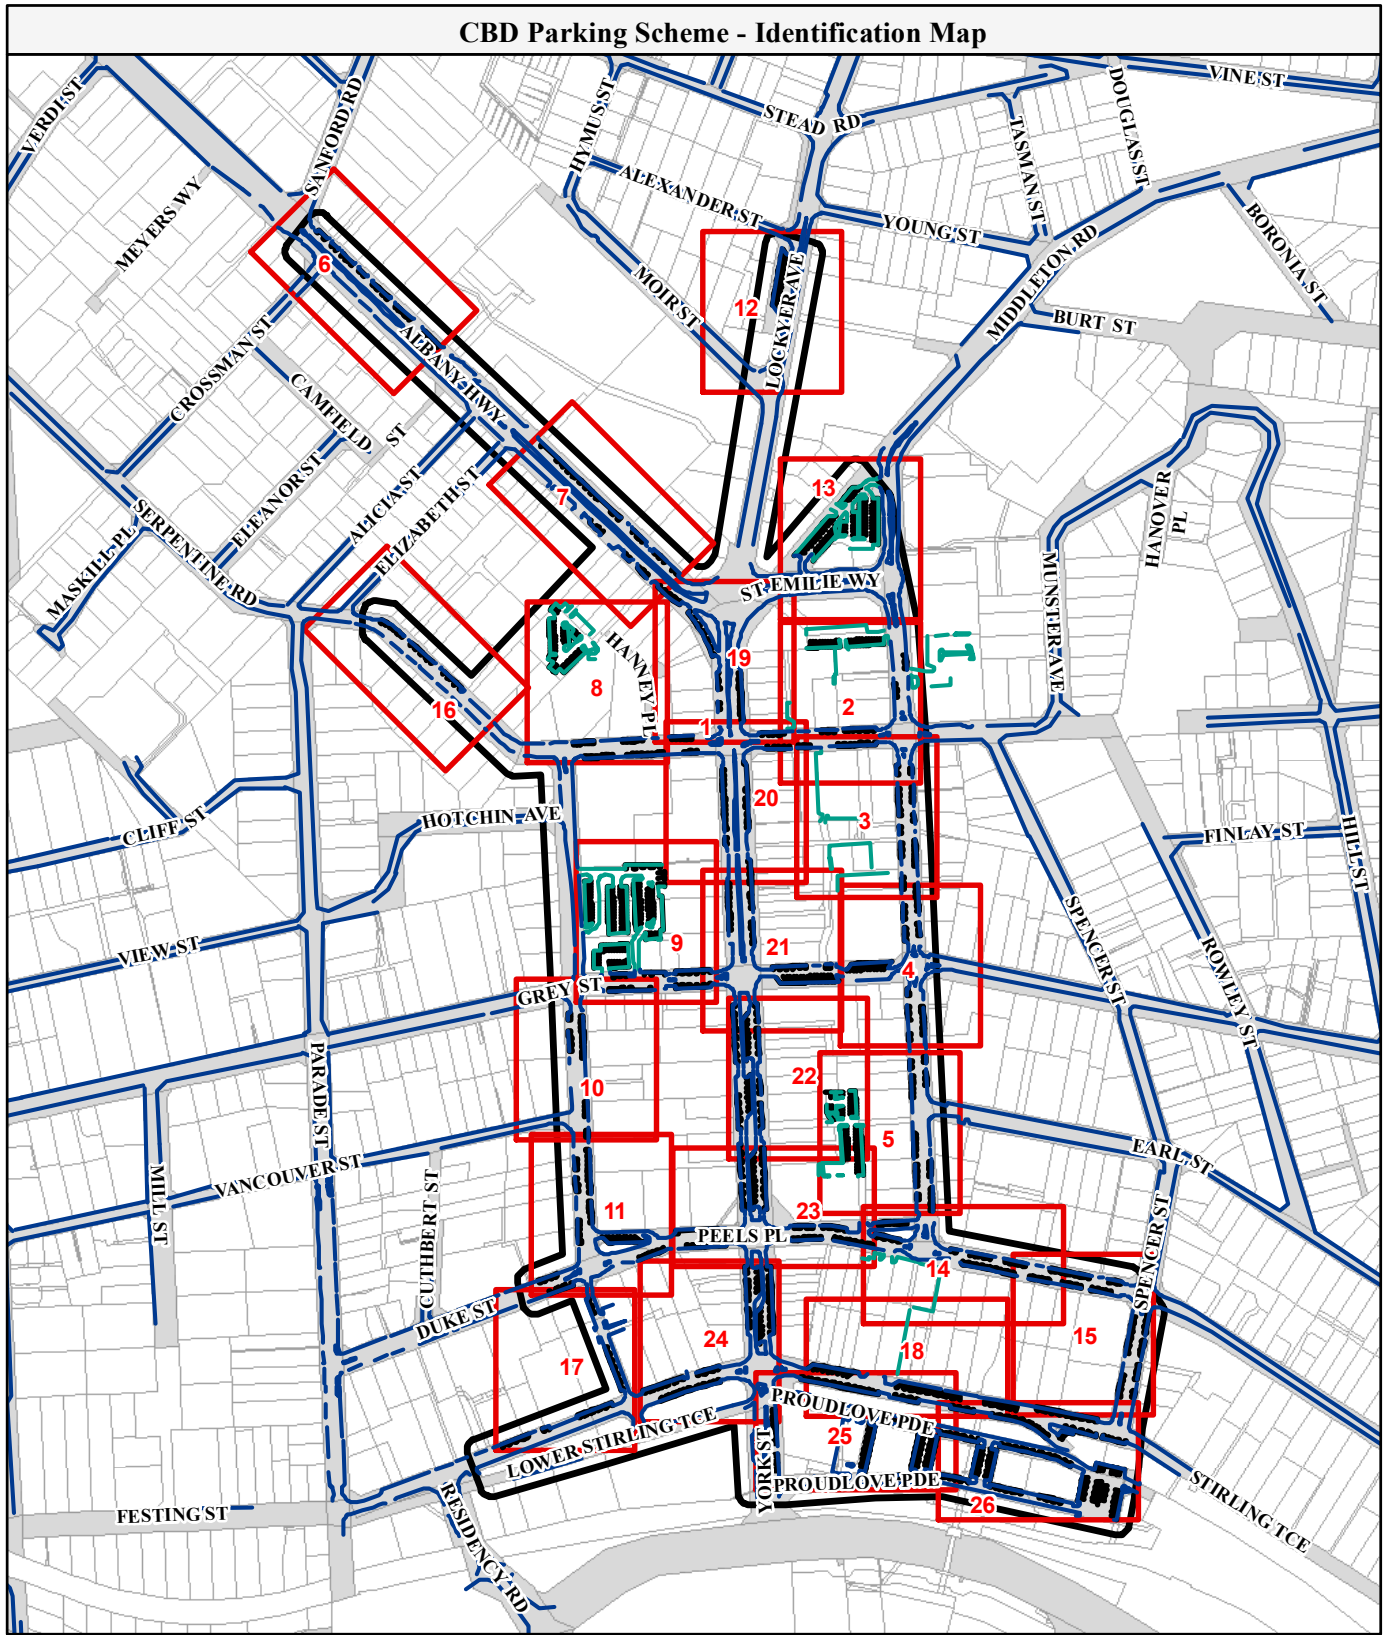 CBD Parking Scheme - Identification Map
VERDI ST
SANFORD RD
HYMUS ST
STEAD RD
VINE ST
DOUGLAS ST
TASMAN ST
MEYERS WY
ALEXANDER ST
YOUNG ST
BORONIA ST
MIDDLETON RD
6
MOIR ST
12
LOCKYER AVE
BURT ST
CROSSMAN ST
ALBANY HWY
CAMFIELD ST
ELEANOR ST
ALICIA ST
ELIZABETH ST
7
13
HANOVER PL
SERPENTINE RD
MASKILL PL
ST EMILIE WY
MUNSTER AVE
HANNEY PL
19
8
16
2
1
20
3
CLIFF ST
HOTCHIN AVE
FINLAY ST
HILL ST
VIEW ST
9
21
4
SPENCER ST
ROWLEY ST
GREY ST
10
22
PARADE ST
5
EARL ST
MILL ST
VANCOUVER ST
CUTHBERT ST
11
23
PEELS PL
14
SPENCER ST
DUKE ST
24
18
15
17
PROUDLOVE PDE
LOWER STIRLING TCE
YORK ST
25
PROUDLOVE PDE
26
STIRLING TCE
FESTING ST
RESIDENCY RD